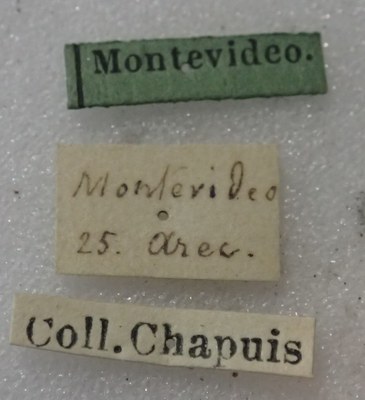 Montevideo.
Montevideo
25. Arec.
Coll. Chapuis